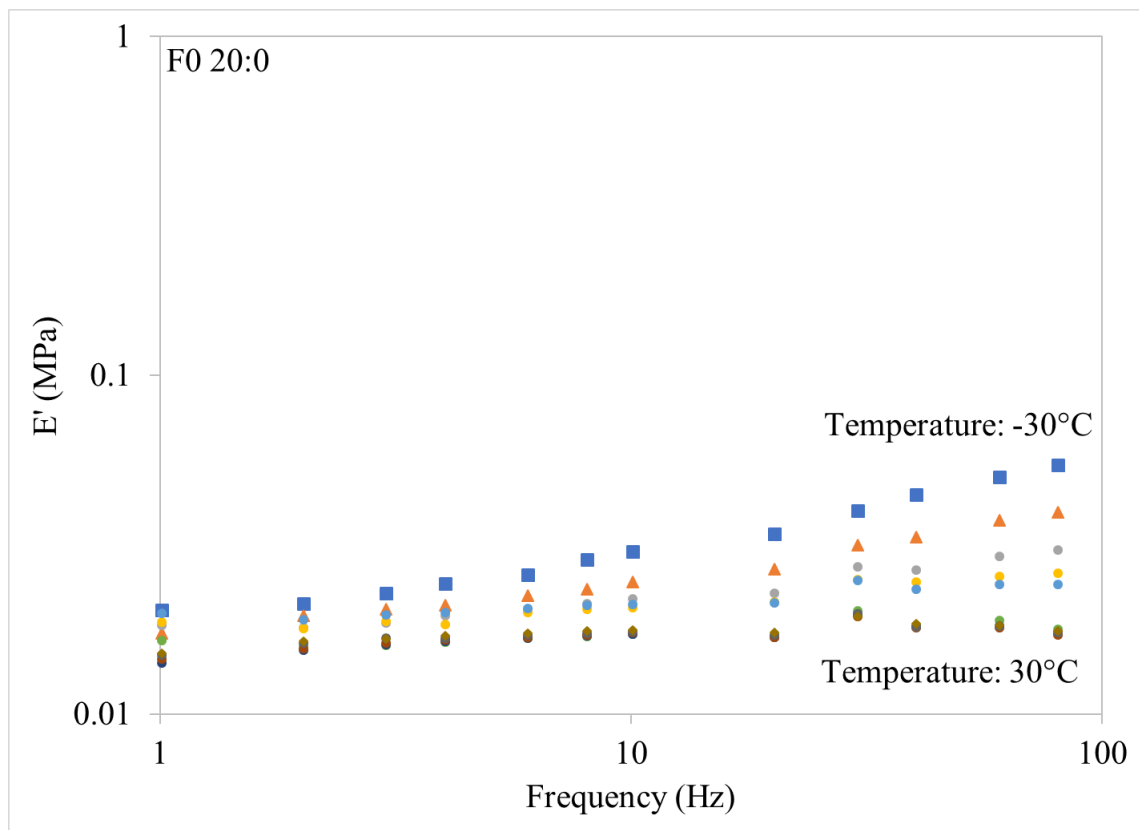 1
F0 20:0
0.1
E' (MPa)
Temperature: -30°C
Temperature: 30°C
0.01
1
10
100
Frequency (Hz)